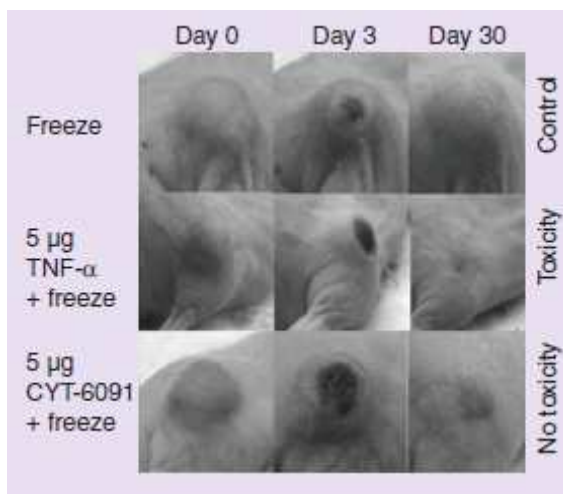 Day 0 Day 3 Day 30
Freeze
Control
5 µg
TNF-α
+ freeze
Toxicity
5 µg
CYT-6091
+ freeze
No toxicity